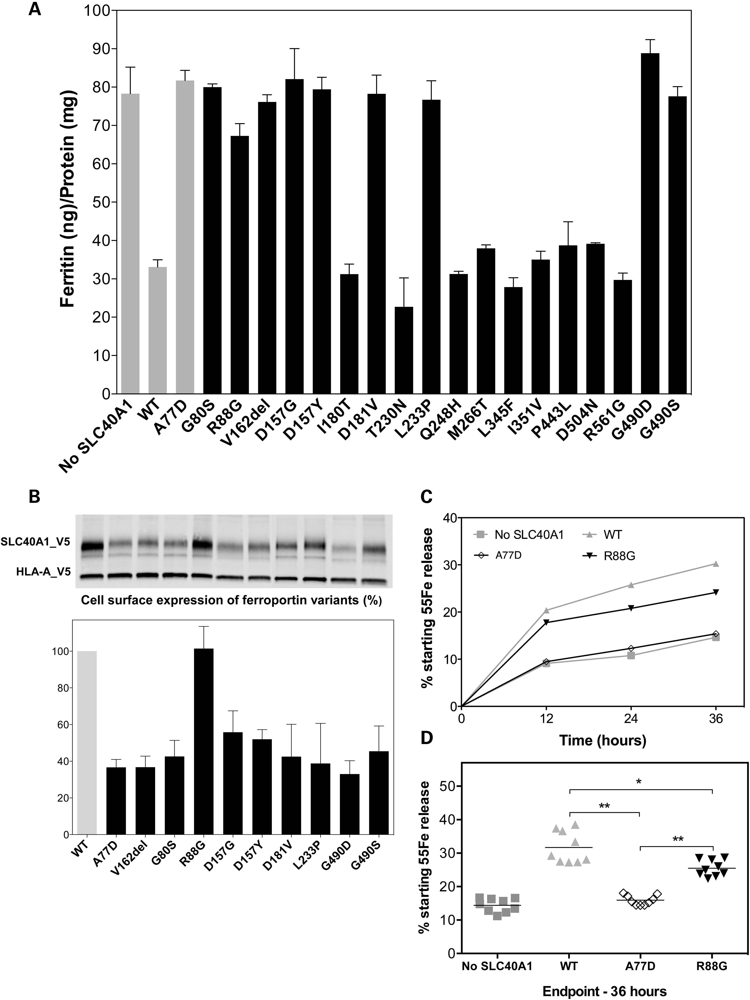 A
Ferritin (ng)/Protein (mg)
100
90
80
70
60
50
40
30
20
10
0
No SLC40A1
WT
A77D
G80S
R88G
V162del
D157G
D157Y
I180T
D181V
T230N
L233P
Q248H
M266T
L345F
I351V
P443L
D504N
R561G
G490D
G490S
B
SLC40A1_V5
HLA-A_V5
Cell surface expression of ferroportin variants (%)
100
80
60
40
20
0
WT
A77D
V162del
G80S
R88G
D157G
D157Y
D181V
L233P
G490D
G490S
C
% starting 55Fe release
40
30
20
10
0
No SLC40A1
WT
A77D
R88G
0
12
24
36
Time (hours)
D
% starting 55Fe release
50
40
30
20
10
0
*
**
**
No SLC40A1
WT
A77D
R88G
Endpoint - 36 hours